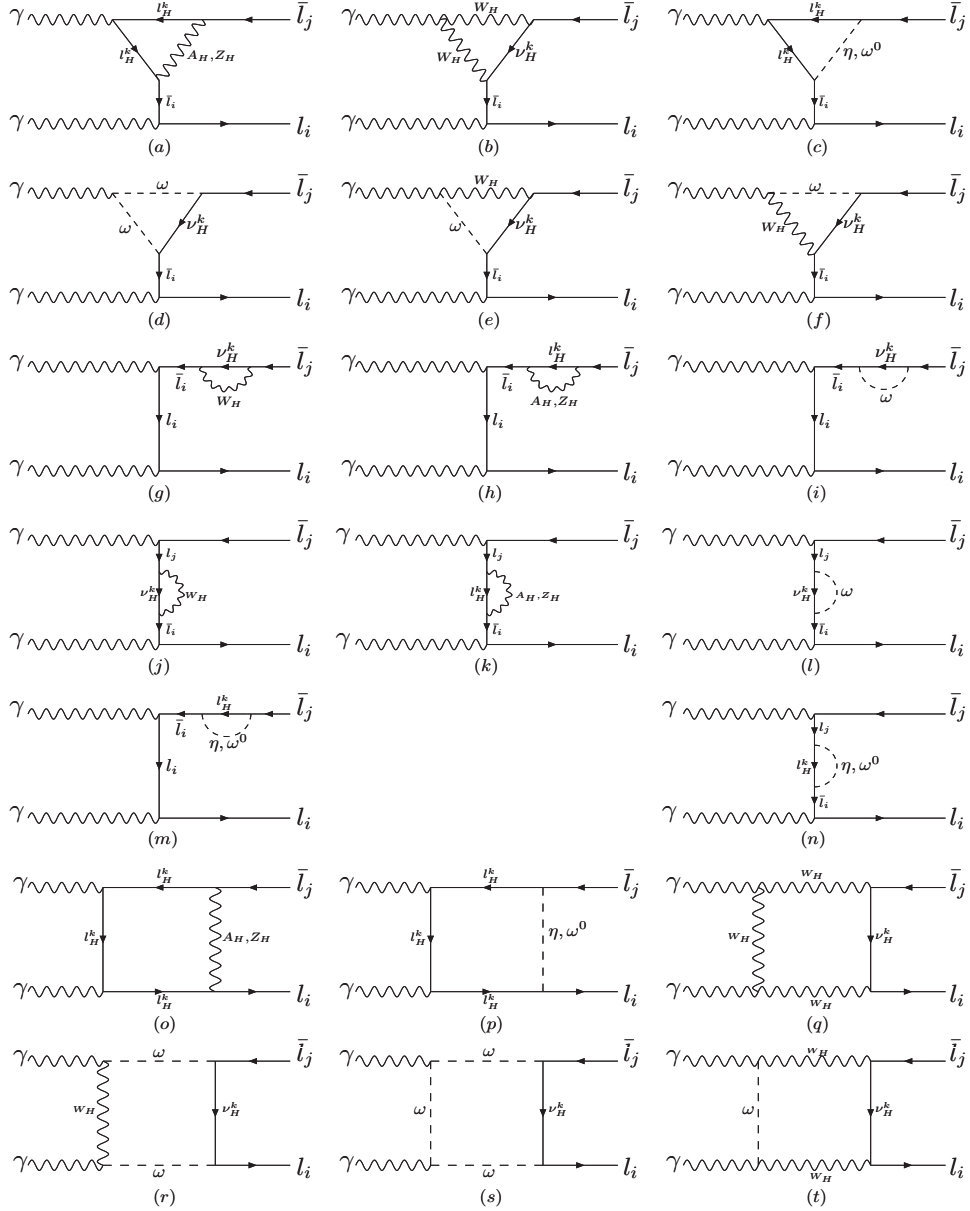 l_H^k l̄_j W_H l̄_j l_H^k l̄_j
l_H^k A_H, Z_H W_H ν_H^k l_H^k η, ω^0
l̄_i l̄_i l̄_i
γ l_i γ l_i γ l_i
(a) (b) (c)
γ ω l̄_j γ W_H l̄_j γ ω l̄_j
ω ν_H^k ω ν_H^k W_H ν_H^k
l̄_i l̄_i l̄_i
γ l_i γ l_i γ l_i
(d) (e) (f)
γ ν_H^k l̄_j γ l_H^k l̄_j γ ν_H^k l̄_j
l̄_i W_H l̄_i A_H, Z_H l̄_i ω
l_i l_i l_i
γ l_i γ l_i γ l_i
(g) (h) (i)
γ l̄_j γ l̄_j γ l̄_j
l_j l_j l_j
ν_H^k W_H l_H^k A_H, Z_H ν_H^k ω
l̄_i l̄_i l̄_i
γ l_i γ l_i γ l_i
(j) (k) (l)
γ l_H^k l̄_j γ l̄_j
l̄_i η, ω^0 l_j
l_i l_H^k η, ω^0
l̄_i
γ l_i γ l_i
(m) (n)
γ l_H^k l̄_j γ l_H^k l̄_j γ W_H l̄_j
l_H^k A_H, Z_H l_H^k η, ω^0 W_H ν_H^k
γ l_H^k l_i γ l_H^k l_i γ W_H l_i
(o) (p) (q)
γ ω l̄_j γ ω l̄_j γ W_H l̄_j
W_H ν_H^k ω ν_H^k ω ν_H^k
γ ω l_i γ ω l_i γ W_H l_i
(r) (s) (t)